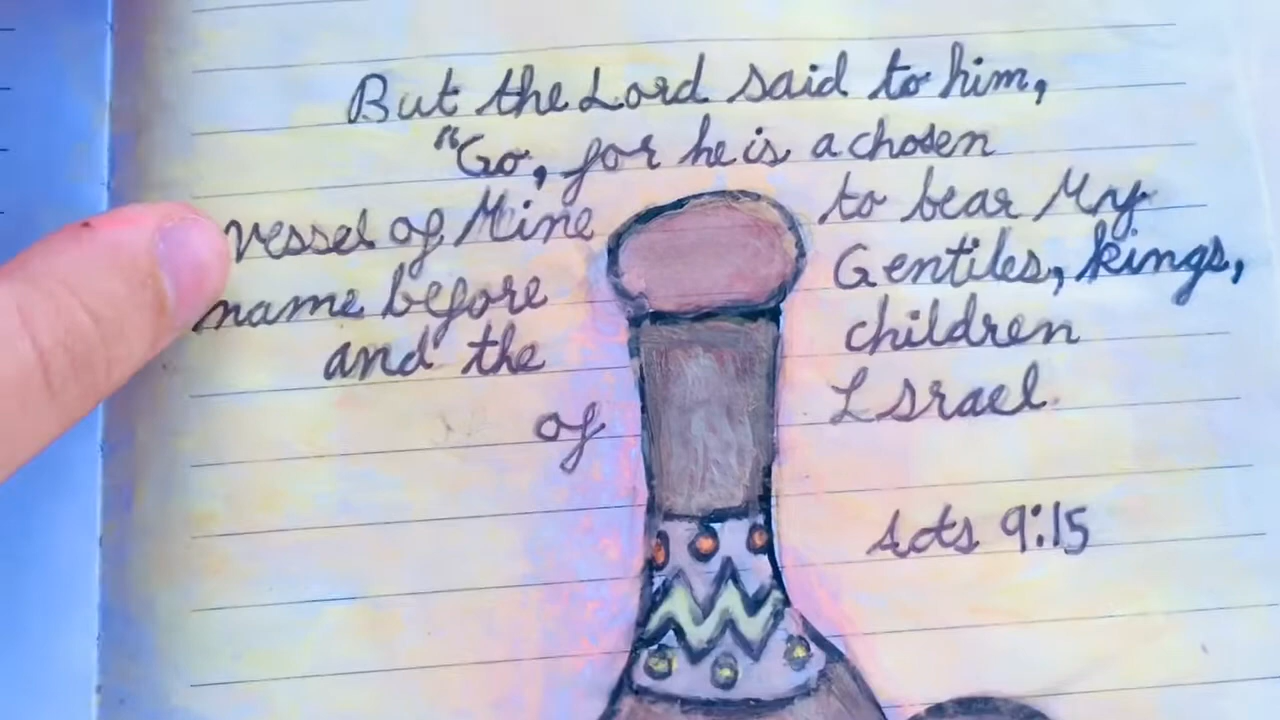 But the Lord said to him,
"Go, for he is a chosen
vessel of Mine to bear My
name before Gentiles, kings,
and the children
of Israel.
Acts 9:15